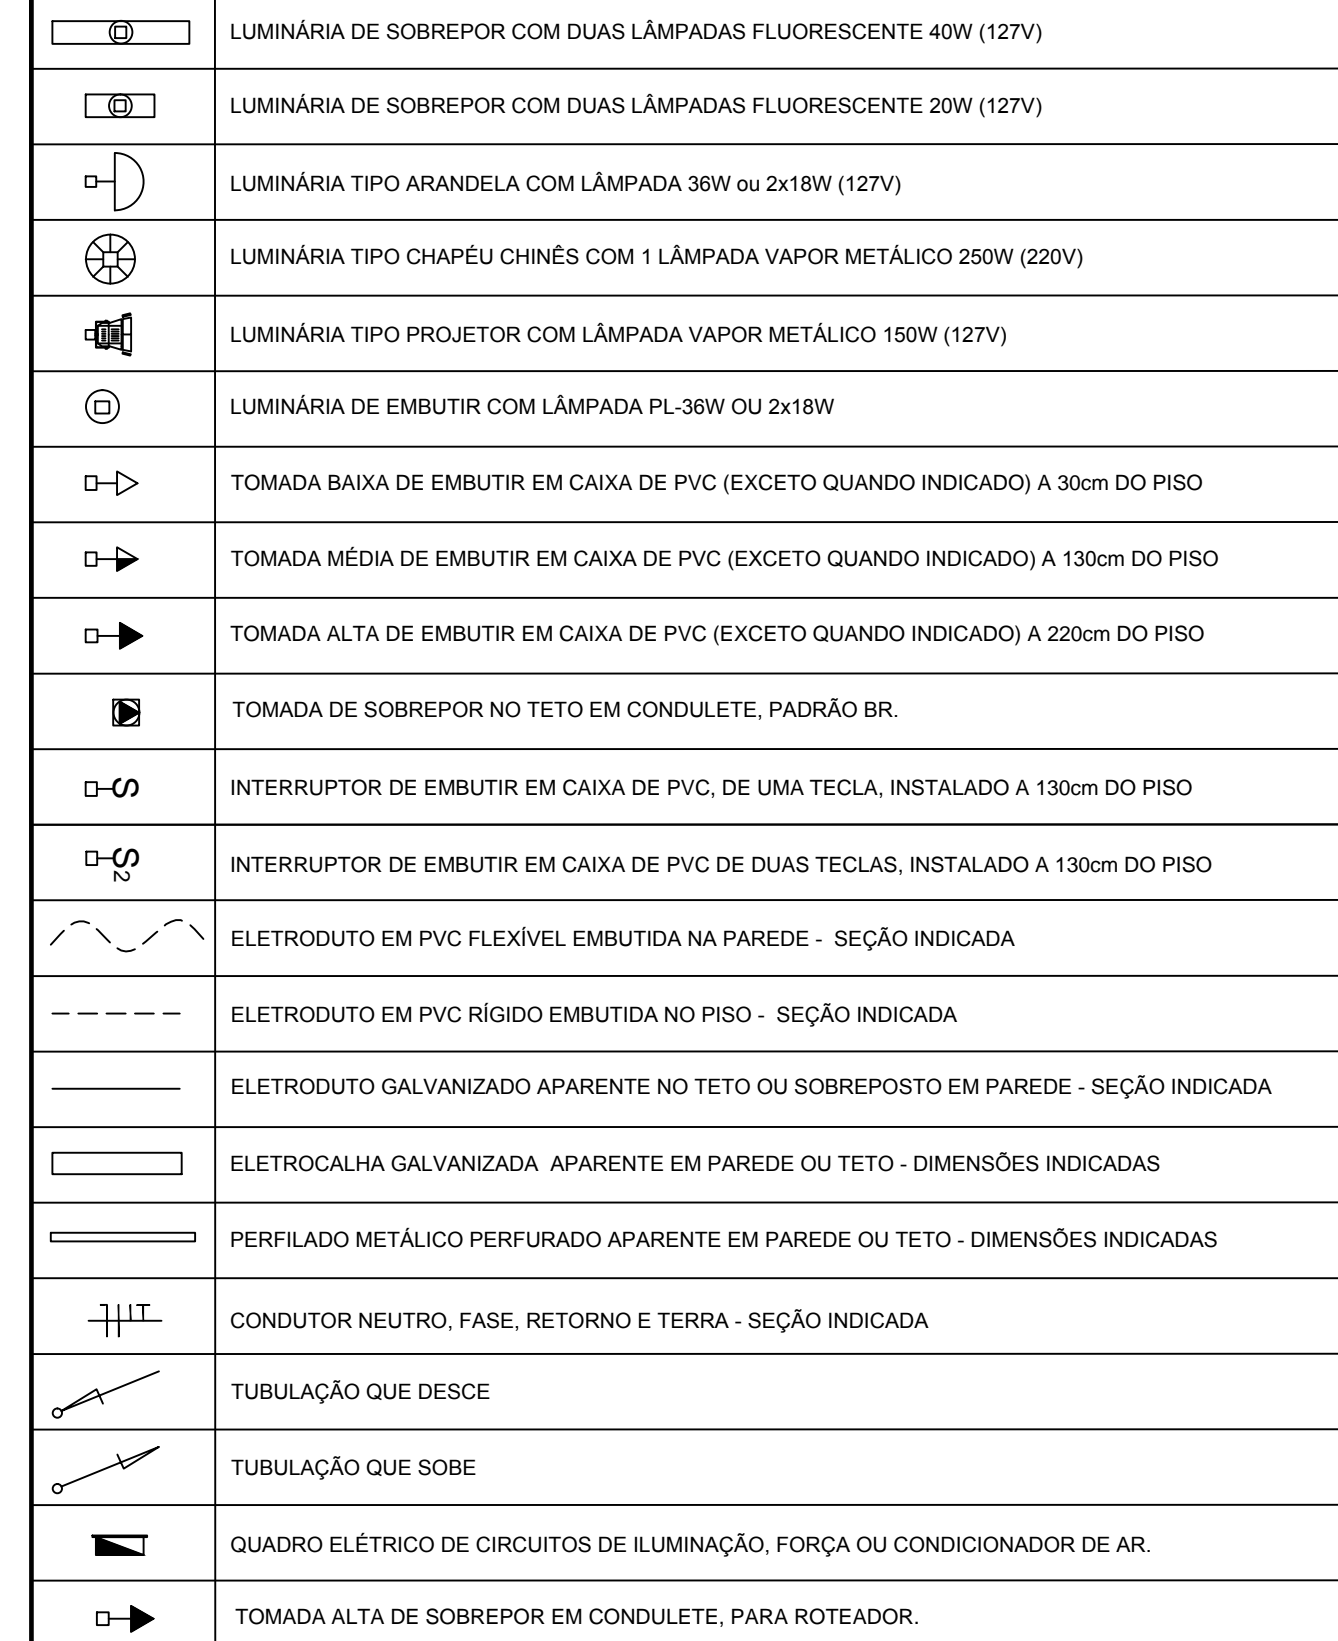 LUMINÁRIA DE SOBREPOR COM DUAS LÂMPADAS FLUORESCENTE 40W (127V)
LUMINÁRIA DE SOBREPOR COM DUAS LÂMPADAS FLUORESCENTE 20W (127V)
LUMINÁRIA TIPO ARANDELA COM LÂMPADA 36W ou 2x18W (127V)
LUMINÁRIA TIPO CHAPÉU CHINÊS COM 1 LÂMPADA VAPOR METÁLICO 250W (220V)
LUMINÁRIA TIPO PROJETOR COM LÂMPADA VAPOR METÁLICO 150W (127V)
LUMINÁRIA DE EMBUTIR COM LÂMPADA PL-36W OU 2x18W
TOMADA BAIXA DE EMBUTIR EM CAIXA DE PVC (EXCETO QUANDO INDICADO) A 30cm DO PISO
TOMADA MÉDIA DE EMBUTIR EM CAIXA DE PVC (EXCETO QUANDO INDICADO) A 130cm DO PISO
TOMADA ALTA DE EMBUTIR EM CAIXA DE PVC (EXCETO QUANDO INDICADO) A 220cm DO PISO
TOMADA DE SOBREPOR NO TETO EM CONDULETE, PADRÃO BR.
S INTERRUPTOR DE EMBUTIR EM CAIXA DE PVC, DE UMA TECLA, INSTALADO A 130cm DO PISO
S2 INTERRUPTOR DE EMBUTIR EM CAIXA DE PVC DE DUAS TECLAS, INSTALADO A 130cm DO PISO
ELETRODUTO EM PVC FLEXÍVEL EMBUTIDA NA PAREDE - SEÇÃO INDICADA
ELETRODUTO EM PVC RÍGIDO EMBUTIDA NO PISO - SEÇÃO INDICADA
ELETRODUTO GALVANIZADO APARENTE NO TETO OU SOBREPOSTO EM PAREDE - SEÇÃO INDICADA
ELETROCALHA GALVANIZADA APARENTE EM PAREDE OU TETO - DIMENSÕES INDICADAS
PERFILADO METÁLICO PERFURADO APARENTE EM PAREDE OU TETO - DIMENSÕES INDICADAS
CONDUTOR NEUTRO, FASE, RETORNO E TERRA - SEÇÃO INDICADA
TUBULAÇÃO QUE DESCE
TUBULAÇÃO QUE SOBE
QUADRO ELÉTRICO DE CIRCUITOS DE ILUMINAÇÃO, FORÇA OU CONDICIONADOR DE AR.
TOMADA ALTA DE SOBREPOR EM CONDULETE, PARA ROTEADOR.